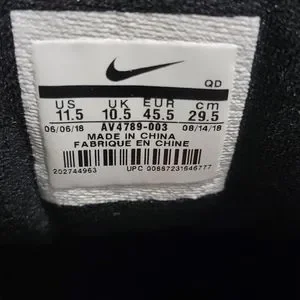 QD
US UK EUR cm
11.5 10.5 45.5 29.5
06/06/18 AV4789-003 08/14/18
MADE IN CHINA
FABRIQUE EN CHINE
202744963 UPC 00887231646777